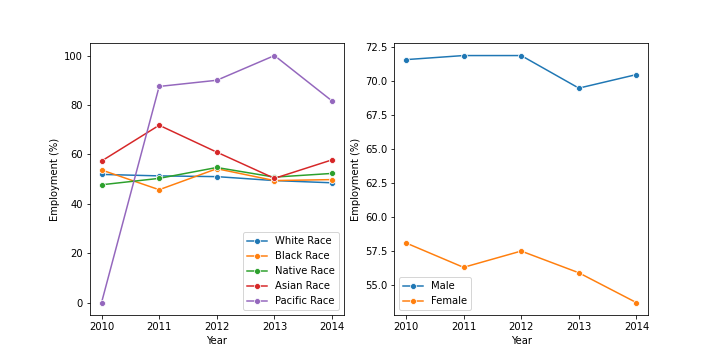 100
80
60
40
20
0
Employment (%)
2010 2011 2012 2013 2014
Year
White Race
Black Race
Native Race
Asian Race
Pacific Race
72.5
70.0
67.5
65.0
62.5
60.0
57.5
55.0
Employment (%)
2010 2011 2012 2013 2014
Year
Male
Female